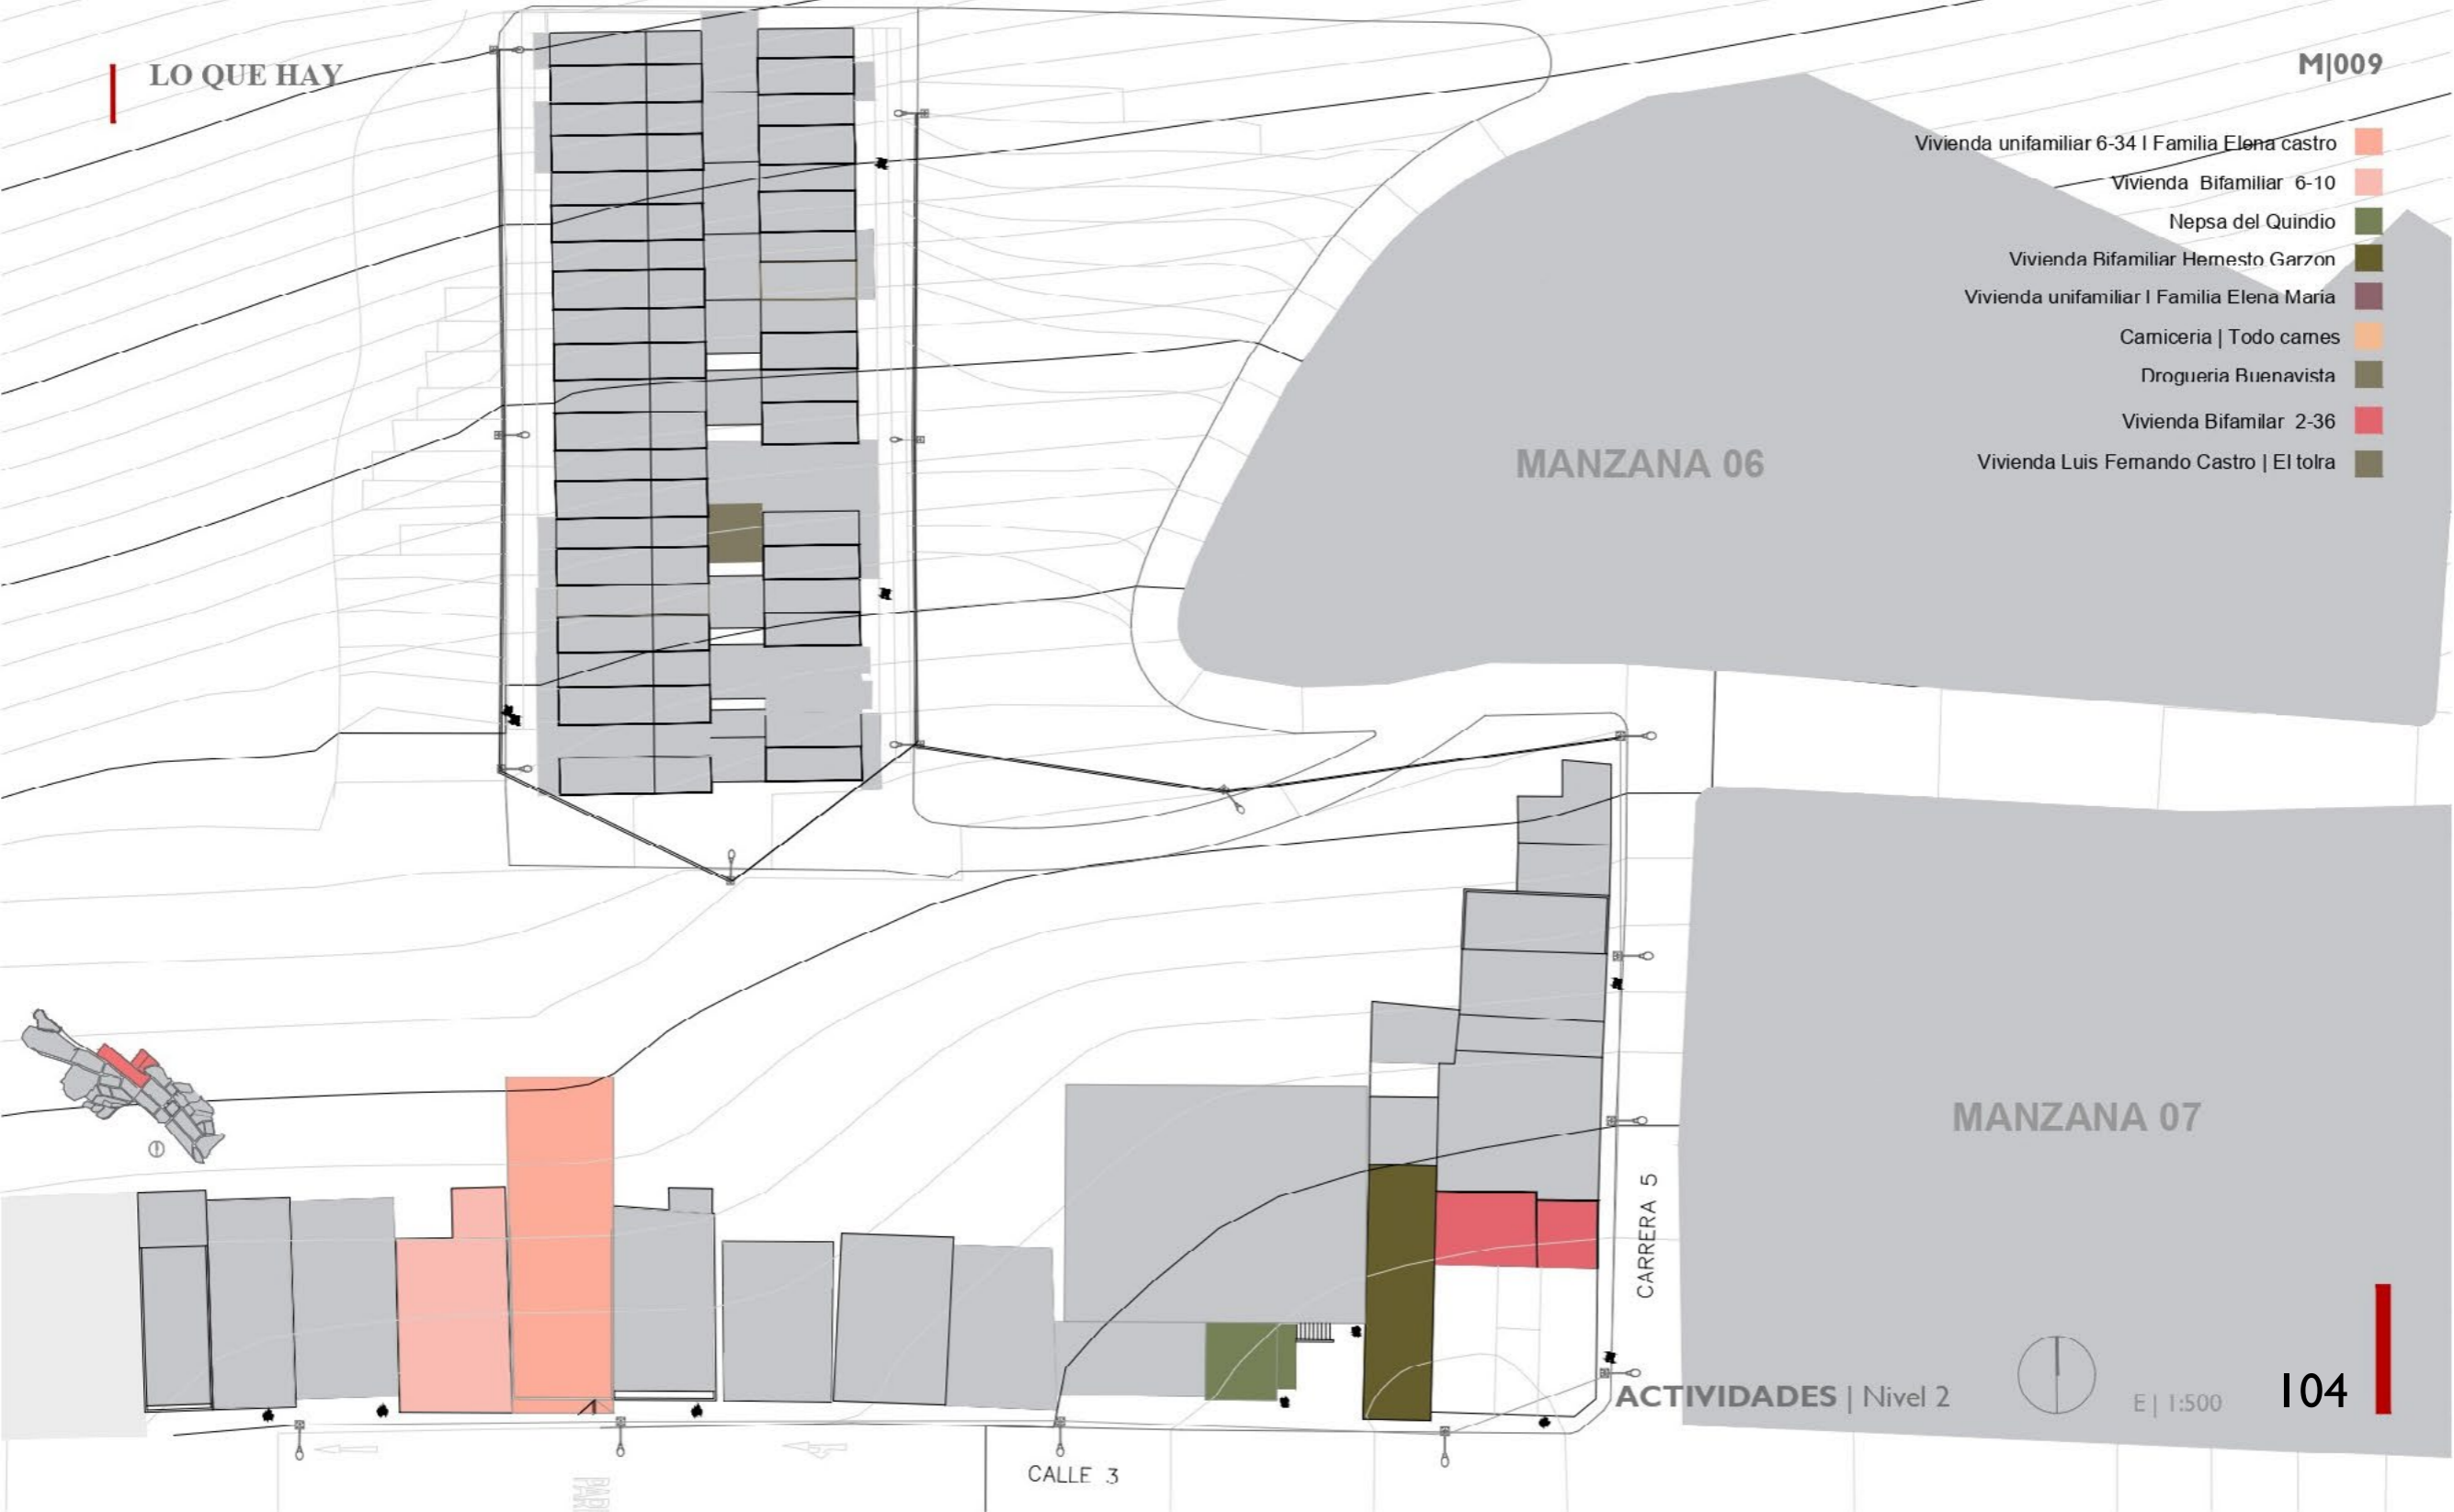 LO QUE HAY
M|009
Vivienda unifamiliar 6-34 I Familia Elena castro
Vivienda Bifamiliar 6-10
Nepsa del Quindio
Vivienda Bifamiliar Hernesto Garzon
Vivienda unifamiliar I Familia Elena Maria
Carniceria | Todo carnes
Drogueria Buenavista
Vivienda Bifamilar 2-36
Vivienda Luis Fernando Castro | El tolra
MANZANA 06
MANZANA 07
CARRERA 5
ACTIVIDADES | Nivel 2
E | 1:500
104
CALLE 3